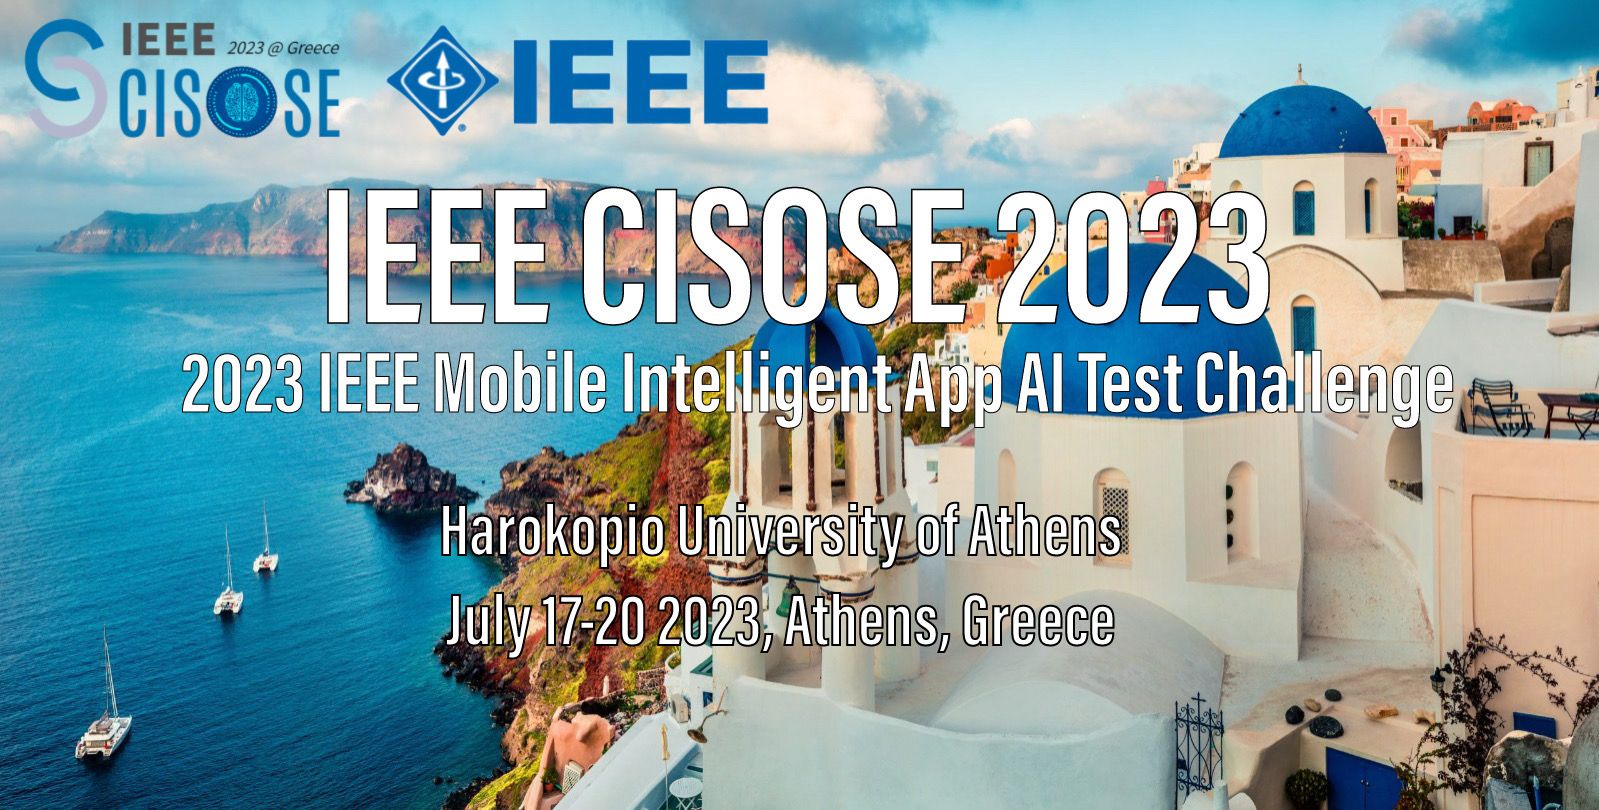 IEEE 2023 @ Greece
CISOSE
IEEE
IEEE CISOSE 2023
2023 IEEE Mobile Intelligent App AI Test Challenge
Harokopio University of Athens
July 17-20 2023, Athens, Greece